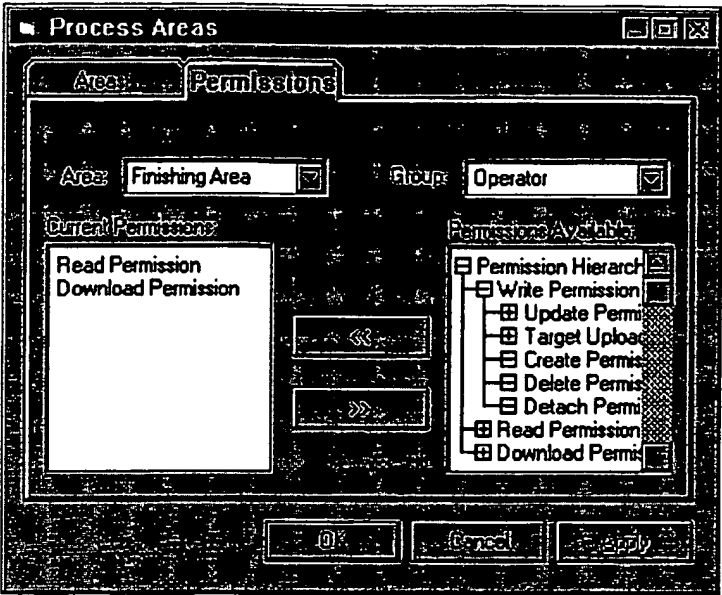 Process Areas
Areas Permissions
Area: Finishing Area Group: Operator
Current Permissions: Permissions Available:
Read Permission
Download Permission
Permission Hierarch
Write Permission
Update Permi
Target Upload
Create Permis
Delete Permis
Detach Permi
Read Permission
Download Permis
<<
>>
OK Cancel Apply